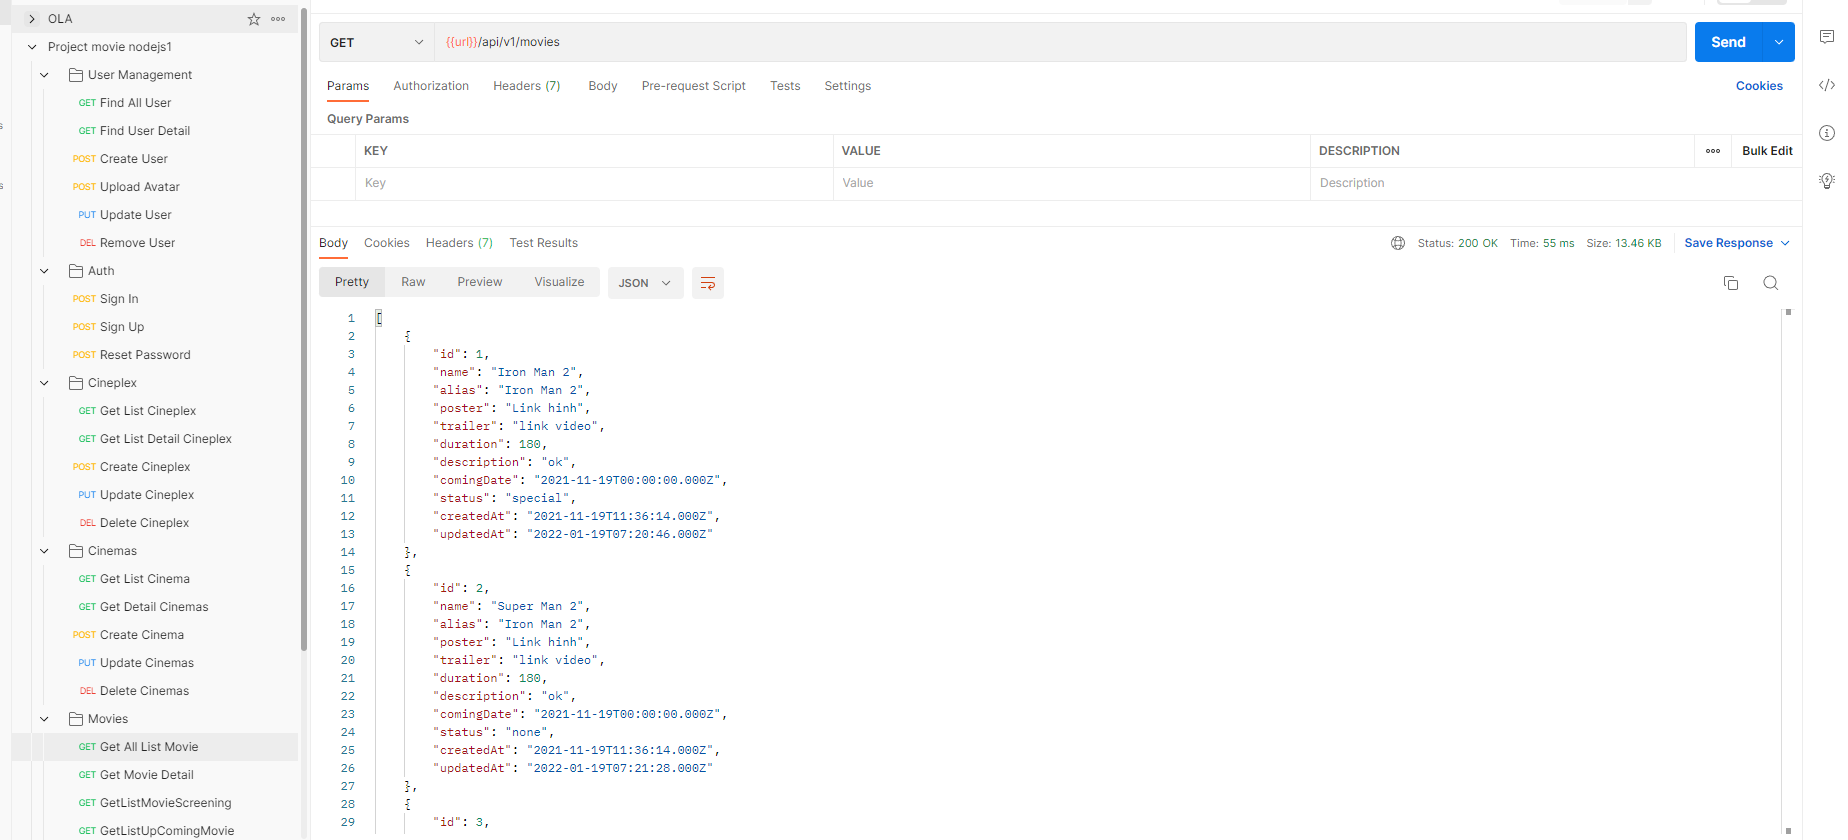 OLA
Project movie nodejs1
User Management
GET Find All User
GET Find User Detail
POST Create User
POST Upload Avatar
PUT Update User
DEL Remove User
Auth
POST Sign In
POST Sign Up
POST Reset Password
Cineplex
GET Get List Cineplex
GET Get List Detail Cineplex
POST Create Cineplex
PUT Update Cineplex
DEL Delete Cineplex
Cinemas
GET Get List Cinema
GET Get Detail Cinemas
POST Create Cinema
PUT Update Cinemas
DEL Delete Cinemas
Movies
GET Get All List Movie
GET Get Movie Detail
GET GetListMovieScreening
GET GetListUpComingMovie
GET {{url}}/api/v1/movies Send
Params Authorization Headers (7) Body Pre-request Script Tests Settings Cookies
Query Params
KEY VALUE DESCRIPTION Bulk Edit
Key Value Description
Body Cookies Headers (7) Test Results Status: 200 OK Time: 55 ms Size: 13.46 KB Save Response
Pretty Raw Preview Visualize JSON
1 [
2 {
3 "id": 1,
4 "name": "Iron Man 2",
5 "alias": "Iron Man 2",
6 "poster": "Link hinh",
7 "trailer": "link video",
8 "duration": 180,
9 "description": "ok",
10 "comingDate": "2021-11-19T00:00:00.000Z",
11 "status": "special",
12 "createdAt": "2021-11-19T11:36:14.000Z",
13 "updatedAt": "2022-01-19T07:20:46.000Z"
14 },
15 {
16 "id": 2,
17 "name": "Super Man 2",
18 "alias": "Iron Man 2",
19 "poster": "Link hinh",
20 "trailer": "link video",
21 "duration": 180,
22 "description": "ok",
23 "comingDate": "2021-11-19T00:00:00.000Z",
24 "status": "none",
25 "createdAt": "2021-11-19T11:36:14.000Z",
26 "updatedAt": "2022-01-19T07:21:28.000Z"
27 },
28 {
29 "id": 3,